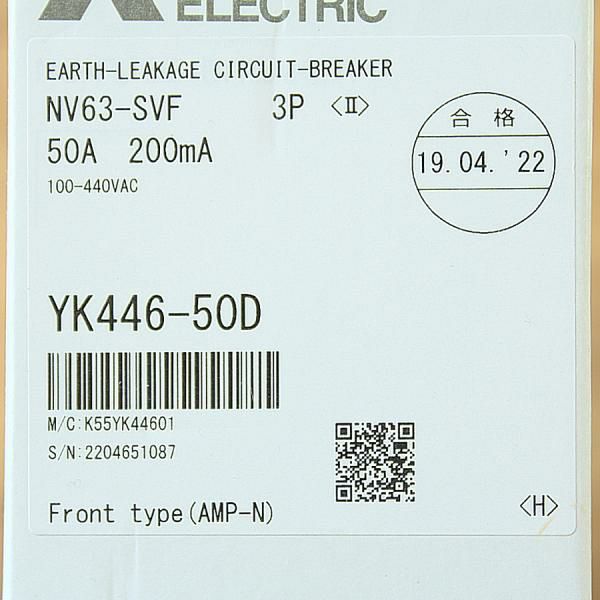 ELECTRIC
EARTH-LEAKAGE CIRCUIT-BREAKER
NV63-SVF 3P 〈Ⅱ〉
50A 200mA
100-440VAC
合格
19.04.'22
YK446-50D
M/C:K55YK44601
S/N:2204651087
Front type(AMP-N)
〈H〉